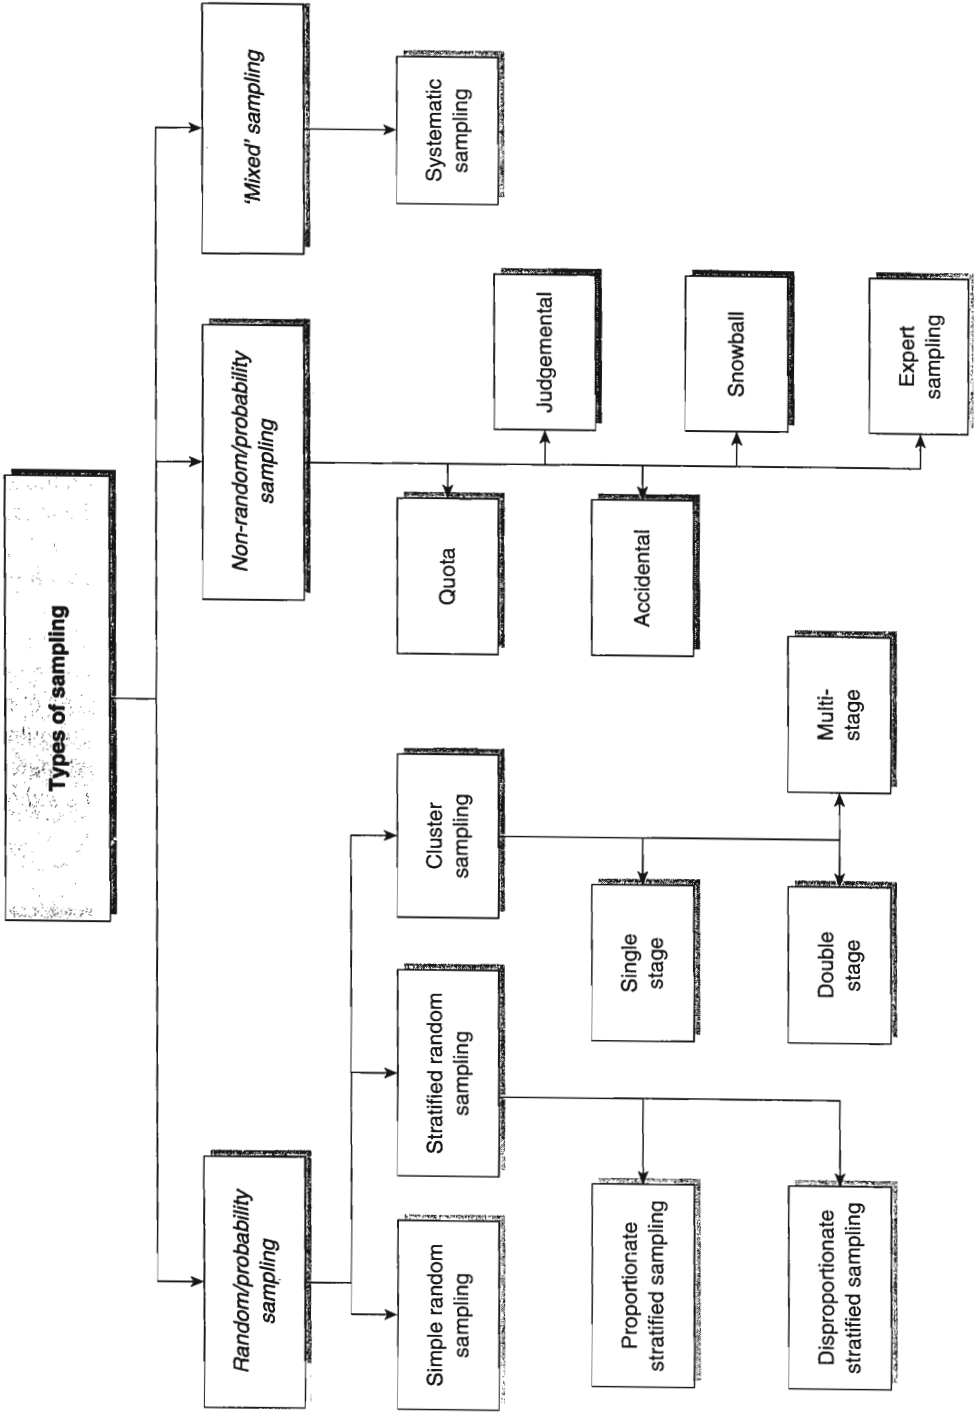 Types of sampling
Random/probability
sampling
Non-random/probability
sampling
‘Mixed’ sampling
Simple random
sampling
Stratified random
sampling
Cluster
sampling
Quota
Judgemental
Systematic
sampling
Proportionate
stratified sampling
Single
stage
Accidental
Snowball
Disproportionate
stratified sampling
Double
stage
Multi-
stage
Expert
sampling